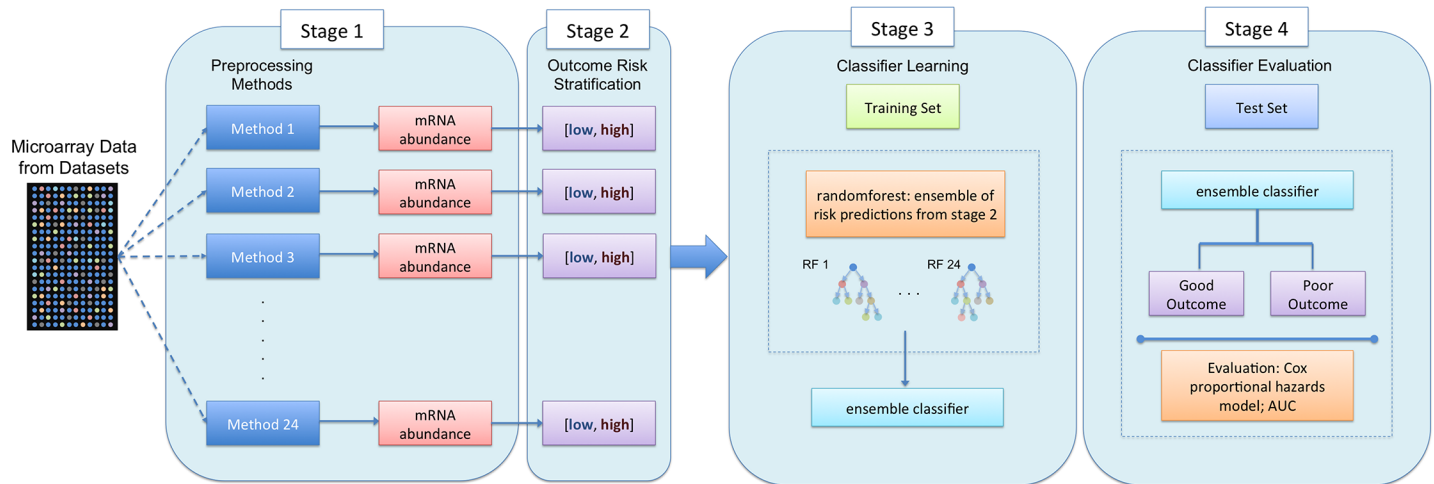 Stage 1
Stage 2
Stage 3
Stage 4
Microarray Data
from Datasets
Preprocessing
Methods
Method 1
mRNA
abundance
Method 2
mRNA
abundance
Method 3
mRNA
abundance
Method 24
mRNA
abundance
Outcome Risk
Stratification
[low, high]
[low, high]
[low, high]
[low, high]
Classifier Learning
Training Set
randomforest: ensemble of
risk predictions from stage 2
RF 1
RF 24
. . .
ensemble classifier
Classifier Evaluation
Test Set
ensemble classifier
Good
Outcome
Poor
Outcome
Evaluation: Cox
proportional hazards
model; AUC